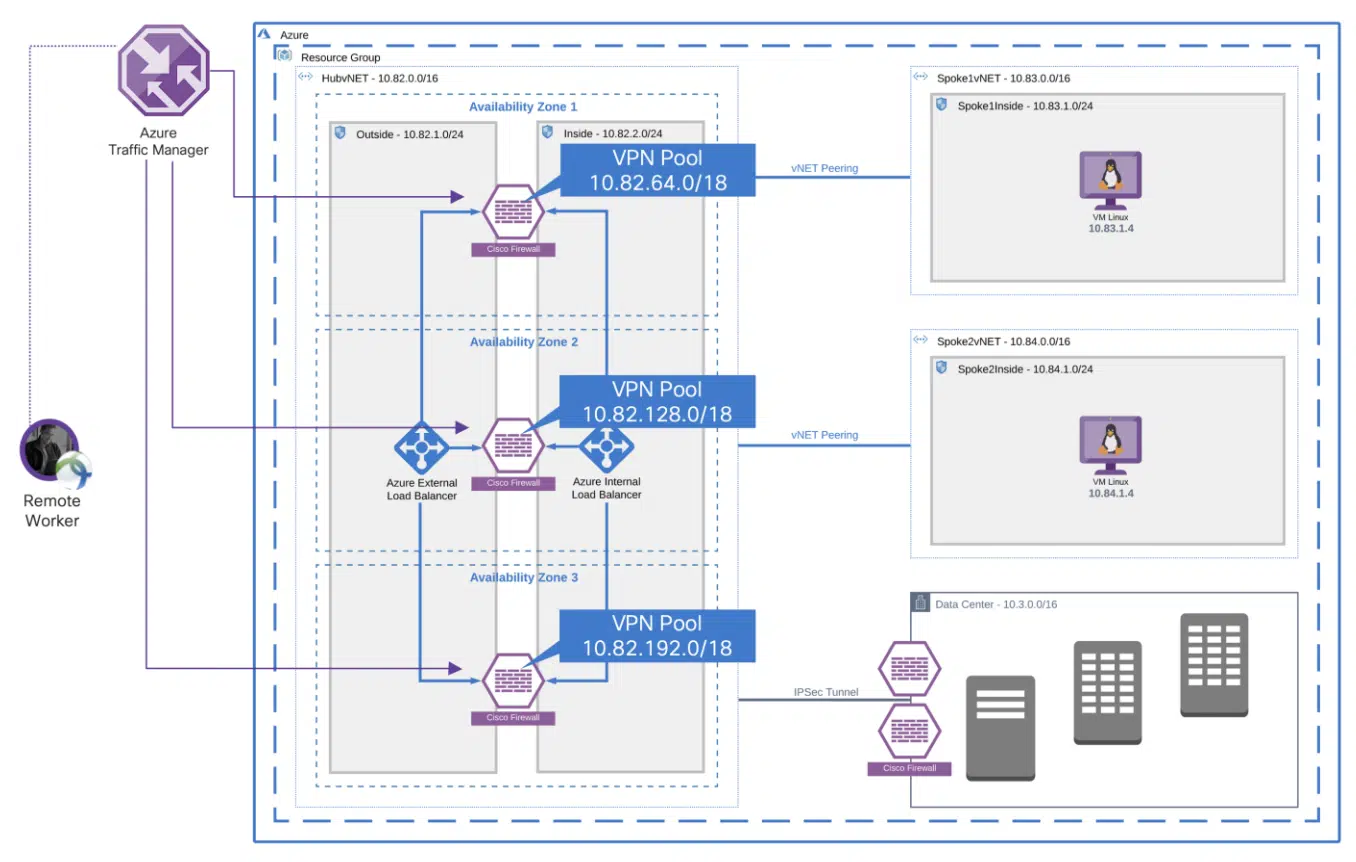 Azure
Resource Group
HubvNET - 10.82.0.0/16
Spoke1vNET - 10.83.0.0/16
Availability Zone 1
Spoke1Inside - 10.83.1.0/24
Outside - 10.82.1.0/24
Inside - 10.82.2.0/24
Azure
Traffic Manager
VPN Pool
10.82.64.0/18
vNET Peering
VM Linux
10.83.1.4
Cisco Firewall
Availability Zone 2
Spoke2vNET - 10.84.0.0/16
Spoke2Inside - 10.84.1.0/24
VPN Pool
10.82.128.0/18
vNET Peering
Azure External
Load Balancer
Cisco Firewall
Azure Internal
Load Balancer
VM Linux
10.84.1.4
Remote
Worker
Availability Zone 3
Data Center - 10.3.0.0/16
VPN Pool
10.82.192.0/18
IPSec Tunnel
Cisco Firewall
Cisco Firewall